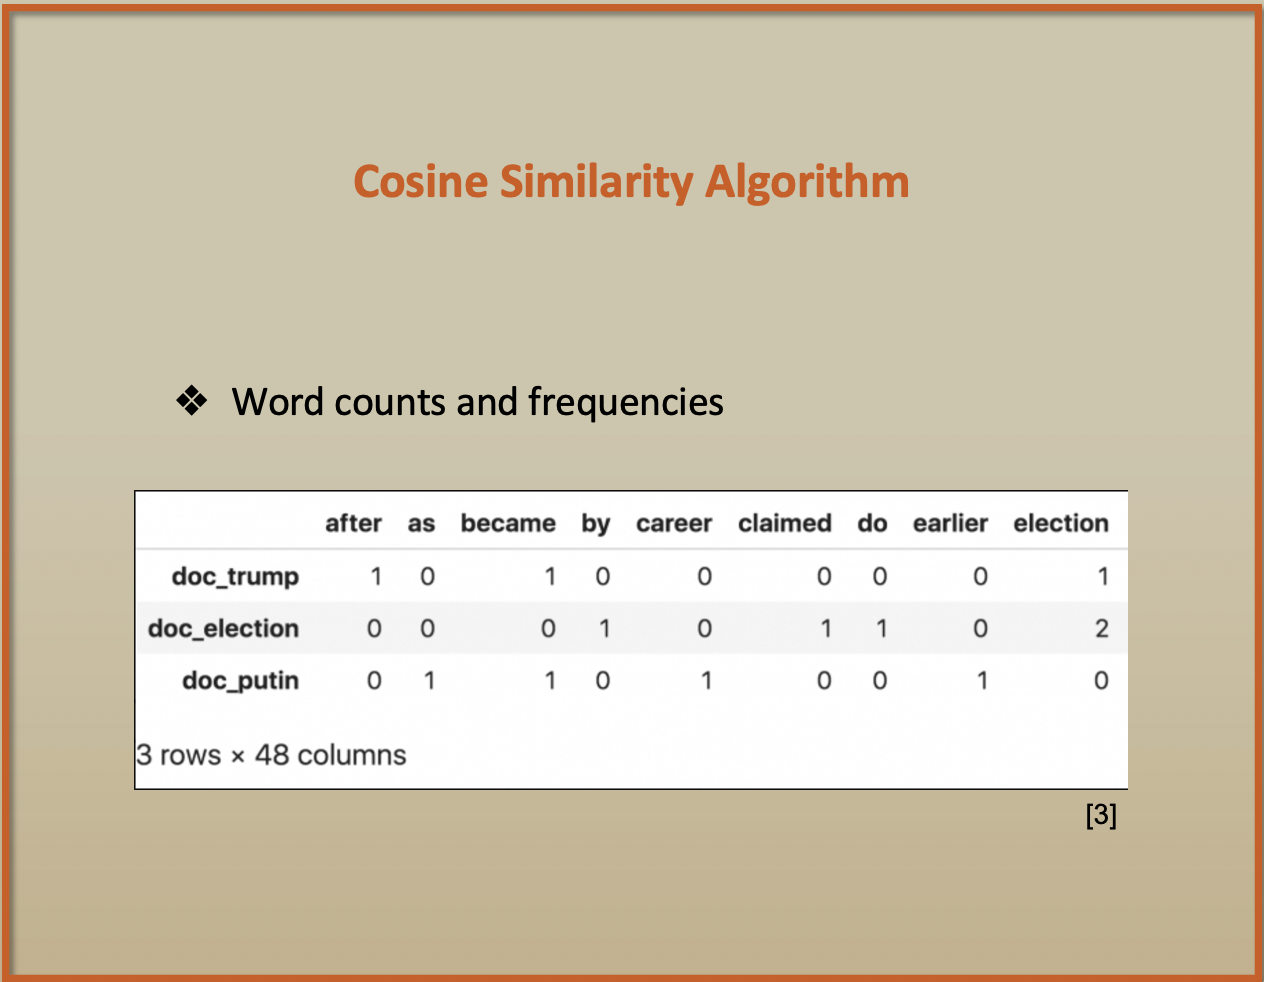 Cosine Similarity Algorithm
❖ Word counts and frequencies
after as became by career claimed do earlier election
doc_trump 1 0 1 0 0 0 0 0 1
doc_election 0 0 0 1 0 1 1 0 2
doc_putin 0 1 1 0 1 0 0 1 0
3 rows × 48 columns
[3]